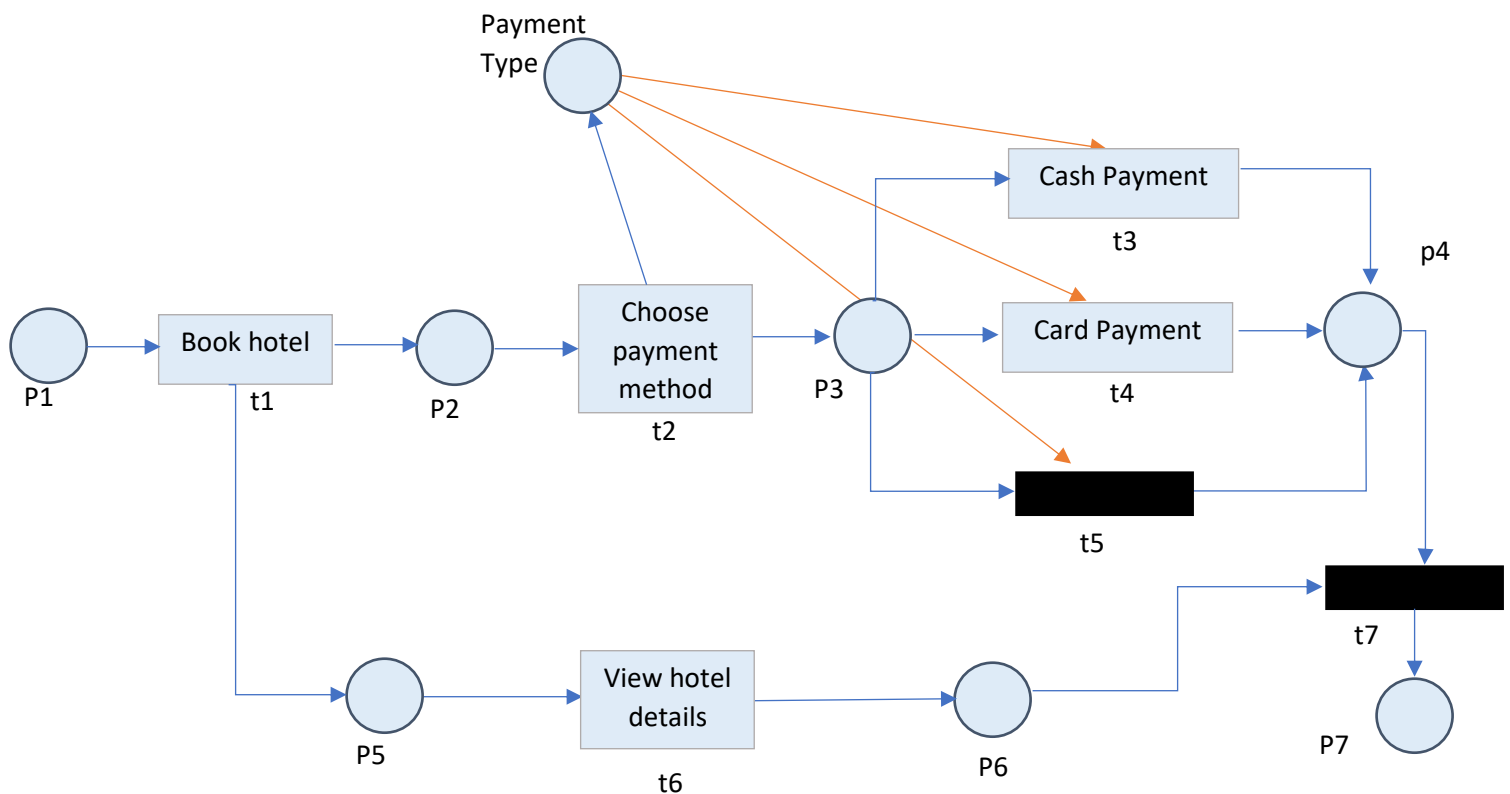 Payment
Type
Cash Payment
t3
p4
Choose
payment
method
t2
Book hotel
t1
P1
P2
P3
Card Payment
t4
t5
t7
View hotel
details
t6
P5
P6
P7